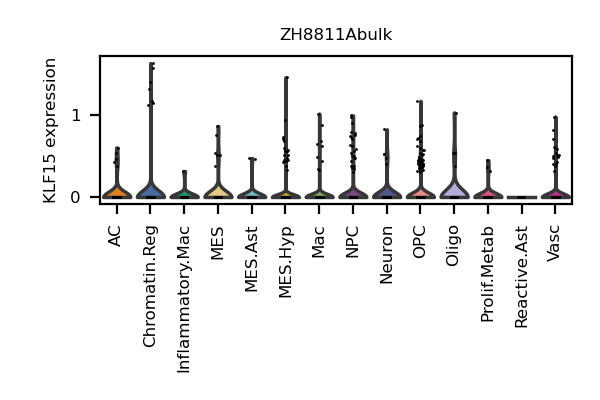 ZH8811Abulk
KLF15 expression
1
0
AC
Chromatin.Reg
Inflammatory.Mac
MES
MES.Ast
MES.Hyp
Mac
NPC
Neuron
OPC
Oligo
Prolif.Metab
Reactive.Ast
Vasc